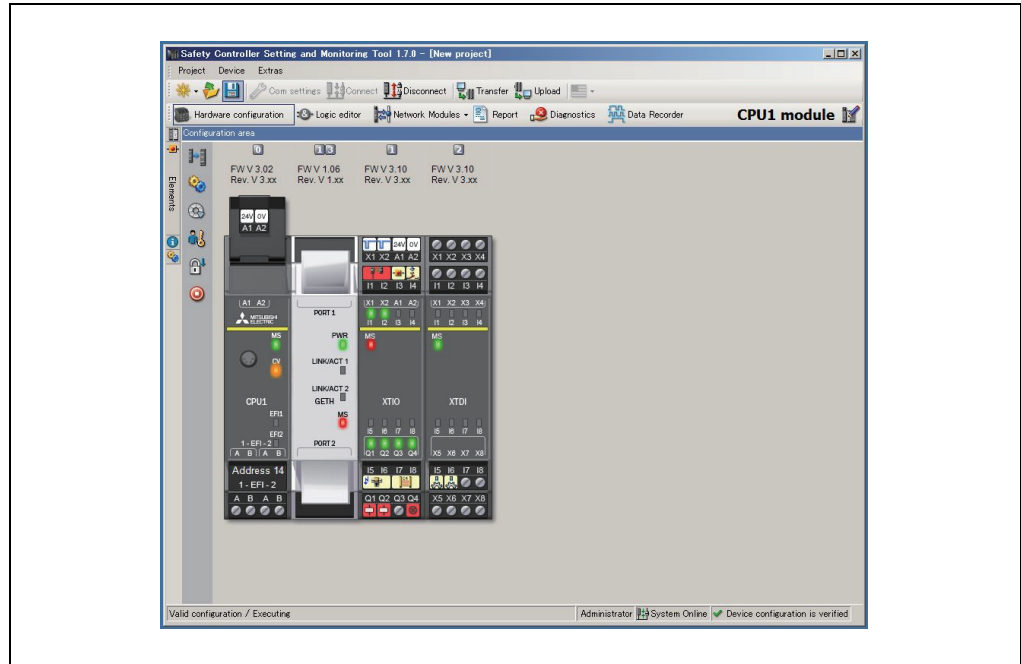 Safety Controller Setting and Monitoring Tool 1.7.0 - [New project]
Project Device Extras
Com settings Connect Disconnect Transfer Upload
Hardware configuration Logic editor Network Modules Report Diagnostics Data Recorder CPU1 module
Configuration area
Elements
0 13 1 2
FW V 3.02 FW V 1.06 FW V 3.10 FW V 3.10
Rev. V 3.xx Rev. V 1.xx Rev. V 3.xx Rev. V 3.xx
24V 0V
A1 A2
24V 0V
X1 X2 A1 A2 X1 X2 X3 X4
I1 I2 I3 I4 I1 I2 I3 I4
A1 A2 PORT 1 X1 X2 A1 A2 X1 X2 X3 X4
MITSUBISHI ELECTRIC I1 I2 I3 I4 I1 I2 I3 I4
MS PWR MS MS
CV LINK/ACT 1
LINK/ACT 2
CPU1 GETH XTIO XTDI
EFI1 MS
EFI2 I5 I6 I7 I8 I5 I6 I7 I8
1 - EFI - 2 PORT 2
A B A B Q1 Q2 Q3 Q4 X5 X6 X7 X8
Address 14 I5 I6 I7 I8 I5 I6 I7 I8
1 - EFI - 2
A B A B Q1 Q2 Q3 Q4 X5 X6 X7 X8
Valid configuration / Executing Administrator System Online Device configuration is verified